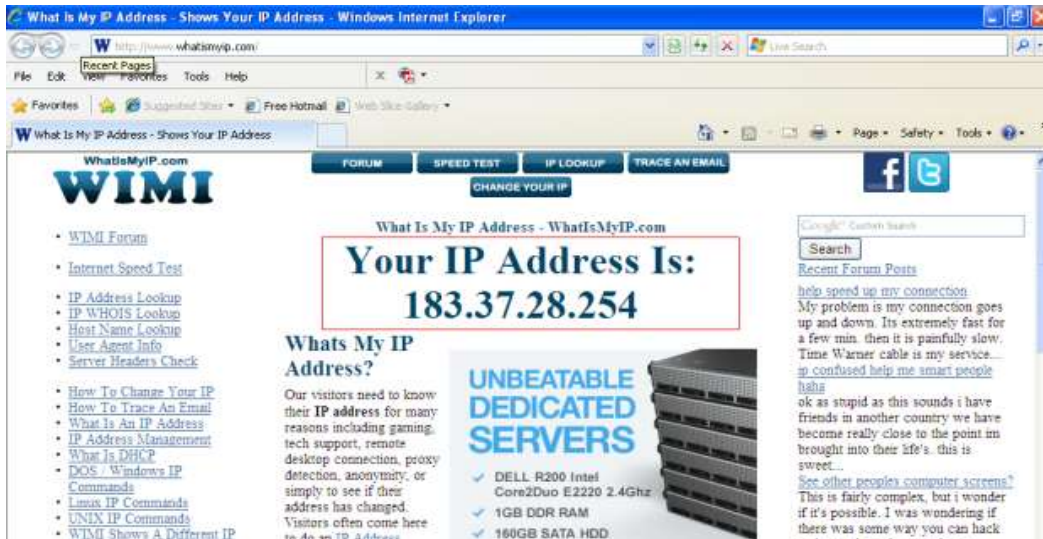 What Is My IP Address - Shows Your IP Address - Windows Internet Explorer
W http://www.whatismyip.com/
Live Search
Recent Pages
File Edit View Favorites Tools Help
Favorites Suggested Sites Free Hotmail Web Slice Gallery
What Is My IP Address - Shows Your IP Address
Page Safety Tools
WhatIsMyIP.com
WIMI
FORUM SPEED TEST IP LOOKUP TRACE AN EMAIL
CHANGE YOUR IP
• WIMI Forum
• Internet Speed Test
• IP Address Lookup
• IP WHOIS Lookup
• Host Name Lookup
• User Agent Info
• Server Headers Check
• How To Change Your IP
• How To Trace An Email
• What Is An IP Address
• IP Address Management
• What Is DHCP
• DOS / Windows IP
Commands
• Linux IP Commands
• UNIX IP Commands
• WIMI Shows A Different IP
What Is My IP Address - WhatIsMyIP.com
Your IP Address Is:
183.37.28.254
Whats My IP
Address?
Our visitors need to know
their IP address for many
reasons including gaming,
tech support, remote
desktop connection, proxy
detection, anonymity, or
simply to see if their
address has changed.
Visitors often come here
to do an IP Address
UNBEATABLE
DEDICATED
SERVERS
DELL R200 Intel
Core2Duo E2220 2.4Ghz
1GB DDR RAM
160GB SATA HDD
f t
Google Custom Search
Search
Recent Forum Posts
help speed up my connection
My problem is my connection goes
up and down. Its extremely fast for
a few min. then it is painfully slow.
Time Warner cable is my service...
ip confused help me smart people
haha
ok as stupid as this sounds i have
friends in another country we have
become really close to the point im
brought into their life's. this is
sweet...
See other peoples computer screens?
This is fairly complex, but i wonder
if it's possible. I was wondering if
there was some way you can hack